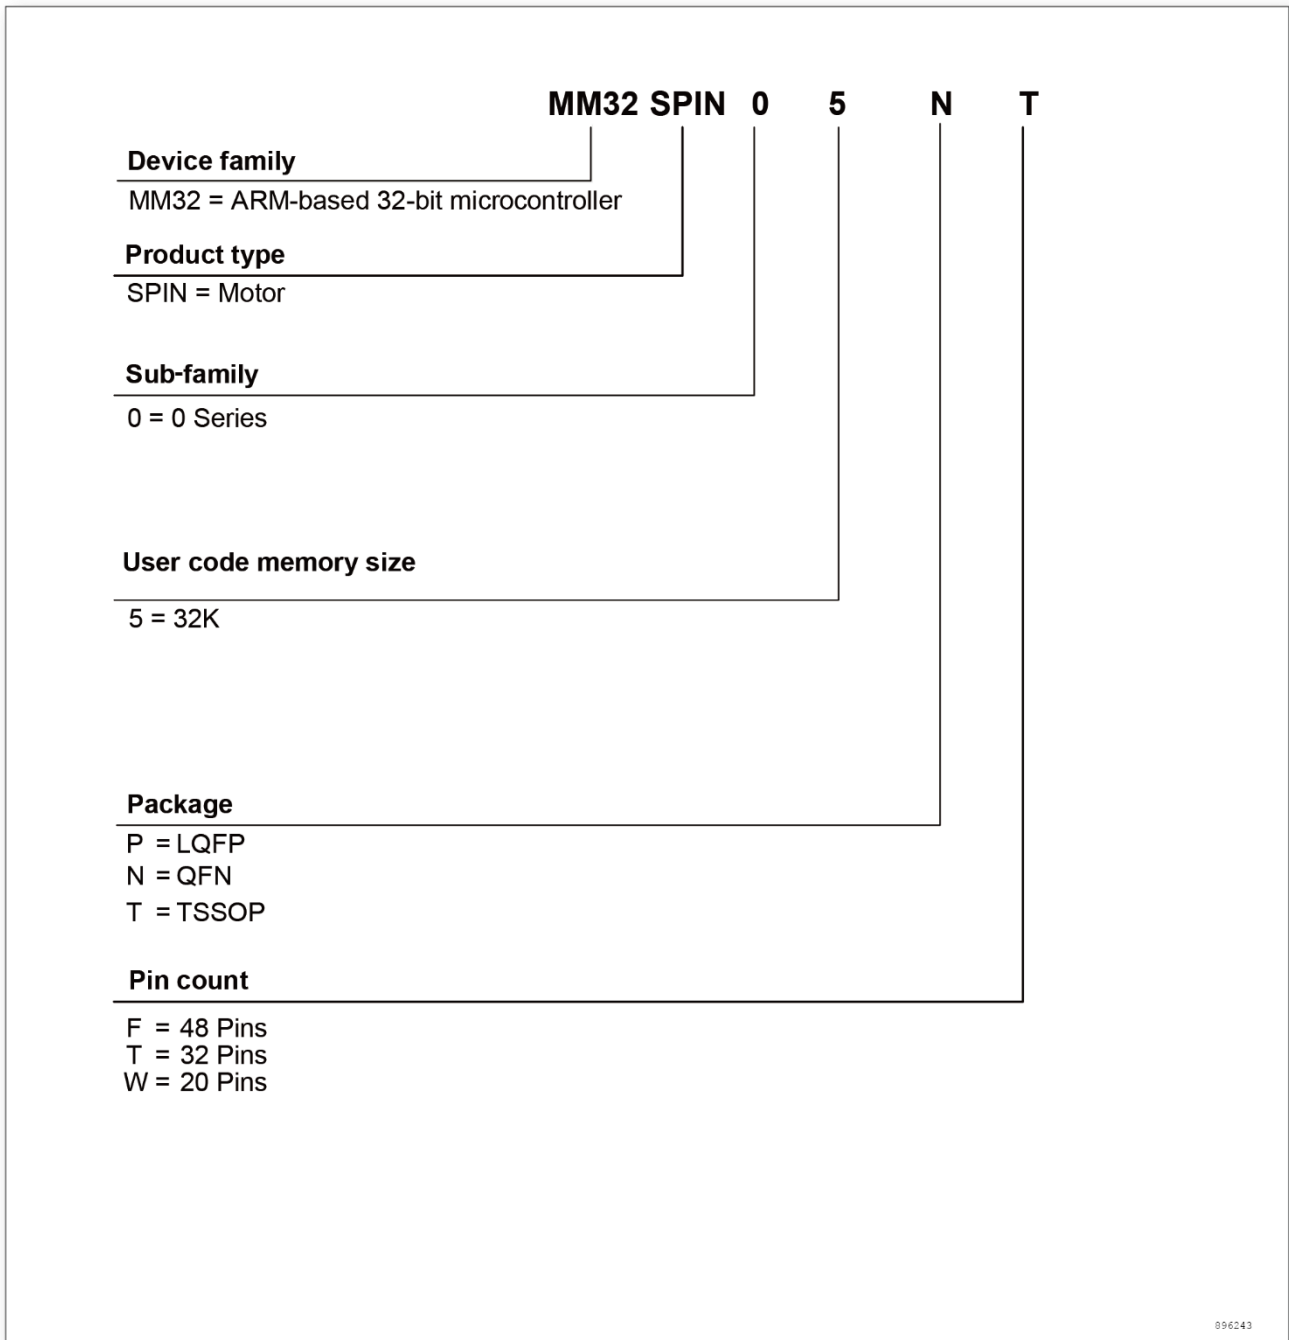 MM32 SPIN 0 5 N T
Device family
MM32 = ARM-based 32-bit microcontroller
Product type
SPIN = Motor
Sub-family
0 = 0 Series
User code memory size
5 = 32K
Package
P = LQFP
N = QFN
T = TSSOP
Pin count
F = 48 Pins
T = 32 Pins
W = 20 Pins
896243